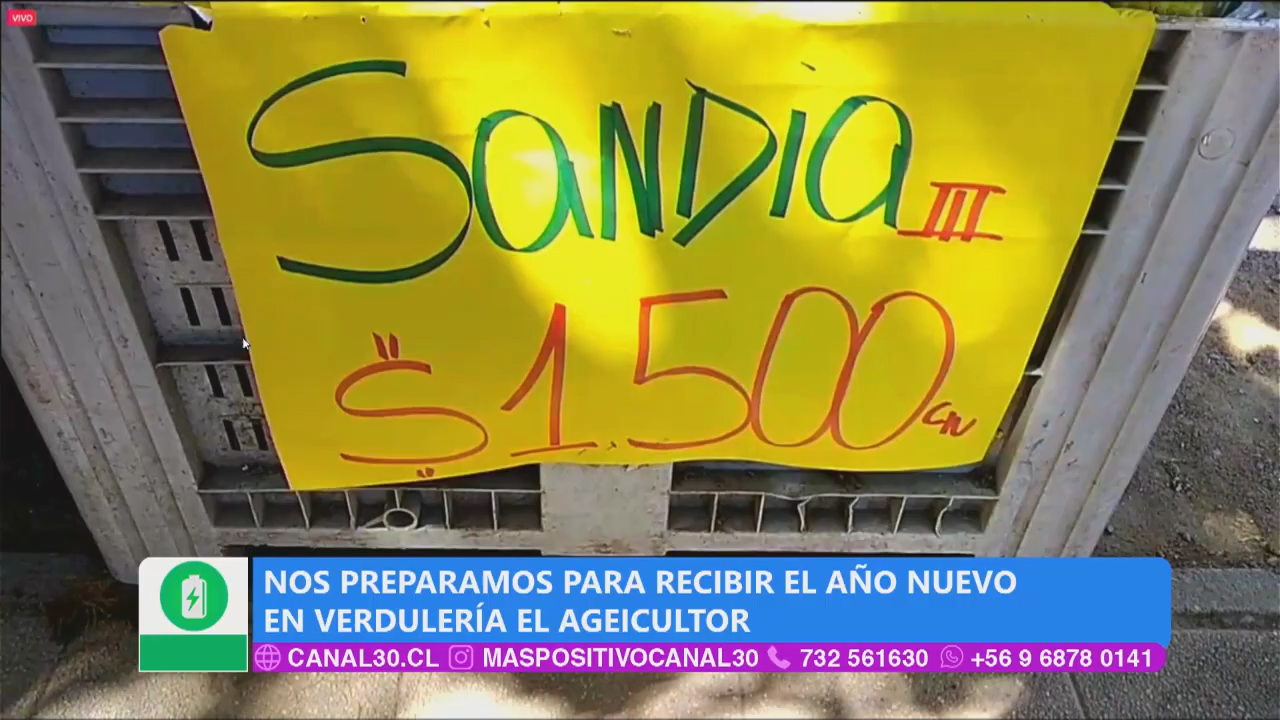 VIVO
SANDIA III
$1.500 c/u
NOS PREPARAMOS PARA RECIBIR EL AÑO NUEVO
EN VERDULERÍA EL AGEICULTOR
CANAL30.CL MASPOSITIVOCANAL30 732 561630 +56 9 6878 0141